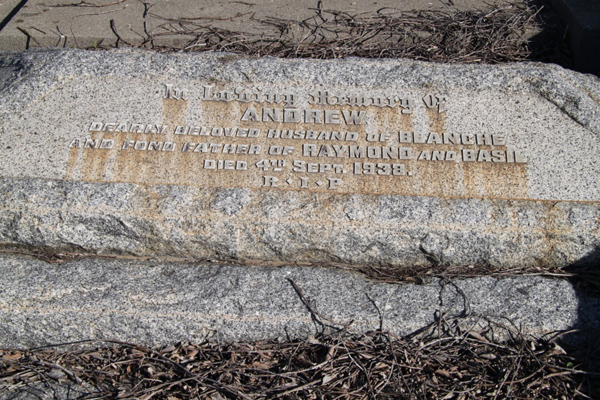 In Loving Memory Of
ANDREW
DEARLY BELOVED HUSBAND OF BLANCHE
AND FOND FATHER OF RAYMOND AND BASIL
DIED 4TH SEPT. 1938.
R·I·P